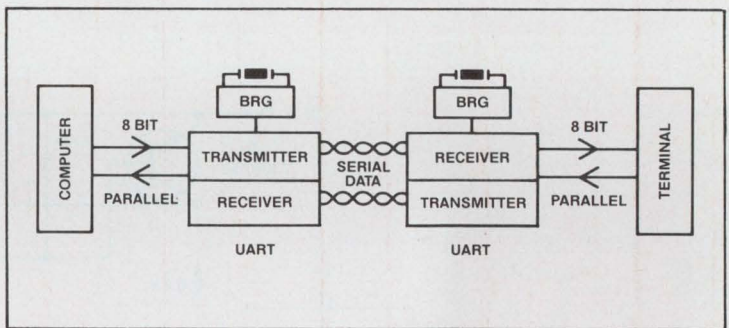 COMPUTER
8 BIT
PARALLEL
BRG
TRANSMITTER
RECEIVER
UART
SERIAL
DATA
BRG
RECEIVER
TRANSMITTER
UART
8 BIT
PARALLEL
TERMINAL